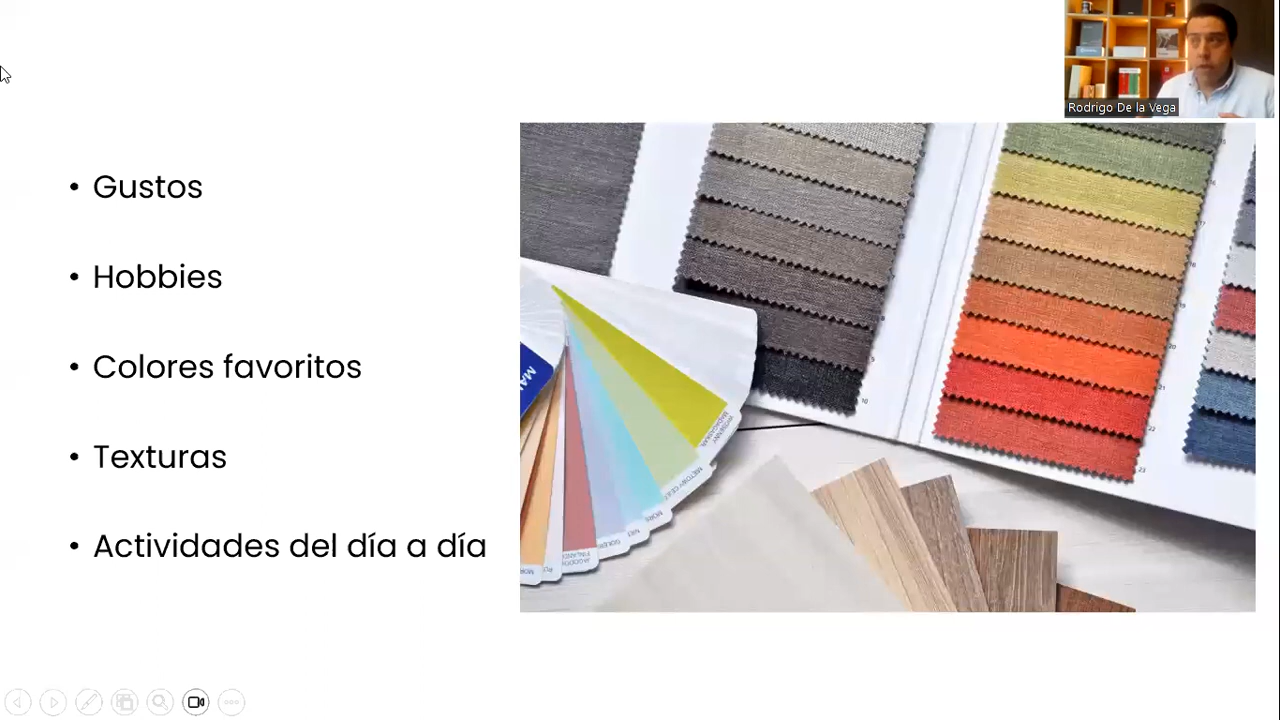 Rodrigo De la Vega
• Gustos
• Hobbies
• Colores favoritos
• Texturas
• Actividades del día a día